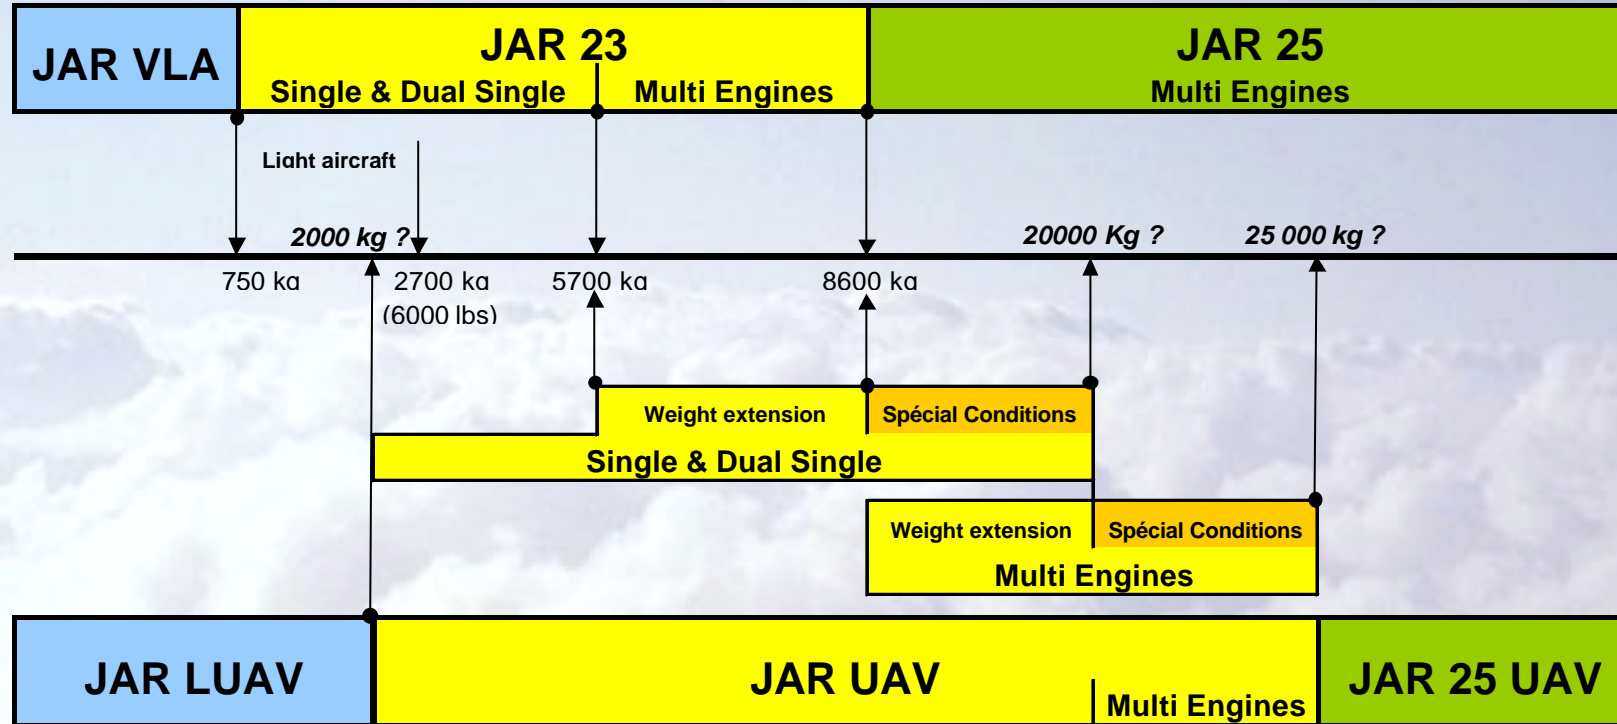 JAR VLA
JAR 23
Single & Dual Single
Multi Engines
JAR 25
Multi Engines
Light aircraft
2000 kg ?
20000 Kg ?
25 000 kg ?
750 kg
2700 kg
(6000 lbs)
5700 kg
8600 kg
Weight extension
Spécial Conditions
Single & Dual Single
Weight extension
Spécial Conditions
Multi Engines
JAR LUAV
JAR UAV
Multi Engines
JAR 25 UAV